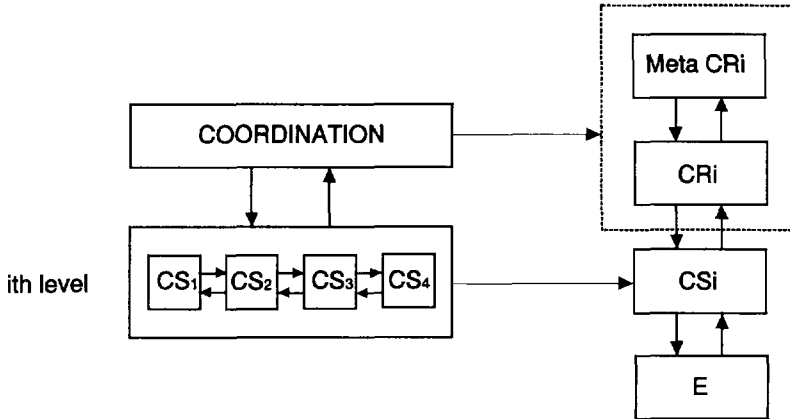 Meta CRi
COORDINATION
CRi
ith level
CS₁ CS₂ CS₃ CS₄
CSi
E